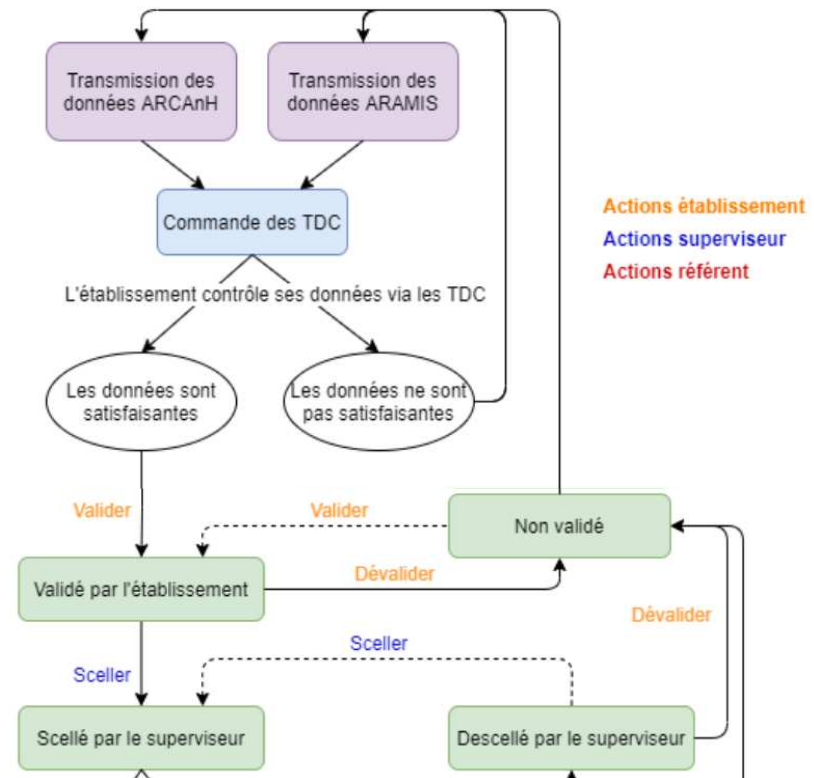 Transmission des
données ARCAnH
Transmission des
données ARAMIS
Commande des TDC
Actions établissement
Actions superviseur
Actions référent
L'établissement contrôle ses données via les TDC
Les données sont
satisfaisantes
Les données ne sont
pas satisfaisantes
Valider
Valider
Non validé
Validé par l'établissement
Dévalider
Dévalider
Sceller
Sceller
Scellé par le superviseur
Descellé par le superviseur